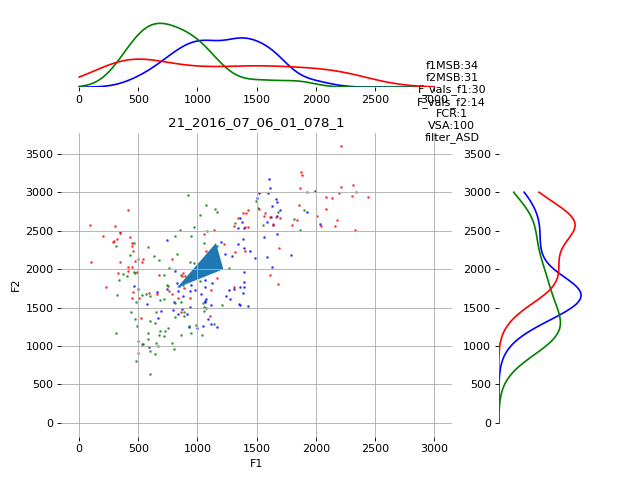 0 500 1000 1500 2000 2500 3000
f1MSB:34
f2MSB:31
F_vals_f1:30
F_vals_f2:14
FCR:1
VSA:100
filter_ASD
21_2016_07_06_01_078_1
3500 3500
3000 3000
2500 2500
2000 2000
F2
1500 1500
1000 1000
500 500
0 0
0 500 1000 1500 2000 2500 3000
F1